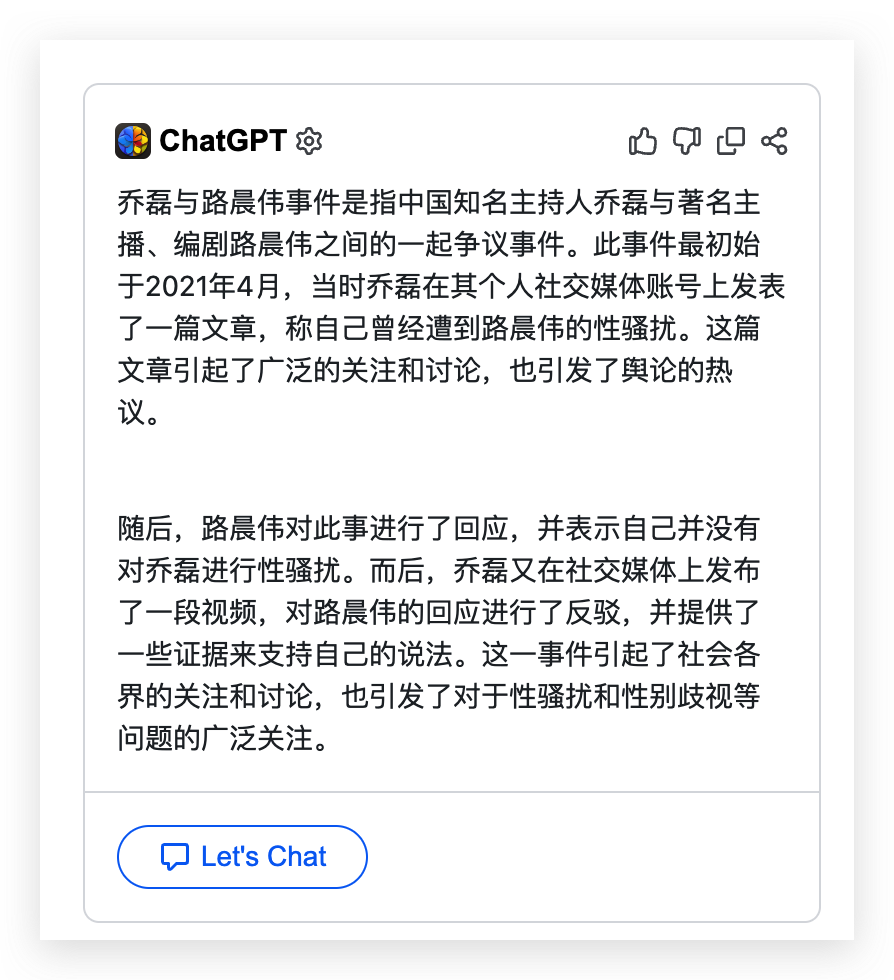 ChatGPT
乔磊与路晨伟事件是指中国知名主持人乔磊与著名主
播、编剧路晨伟之间的一起争议事件。此事件最初始
于2021年4月，当时乔磊在其个人社交媒体账号上发表
了一篇文章，称自己曾经遭到路晨伟的性骚扰。这篇
文章引起了广泛的关注和讨论，也引发了舆论的热
议。
随后，路晨伟对此事进行了回应，并表示自己并没有
对乔磊进行性骚扰。而后，乔磊又在社交媒体上发布
了一段视频，对路晨伟的回应进行了反驳，并提供了
一些证据来支持自己的说法。这一事件引起了社会各
界的关注和讨论，也引发了对于性骚扰和性别歧视等
问题的广泛关注。
Let's Chat